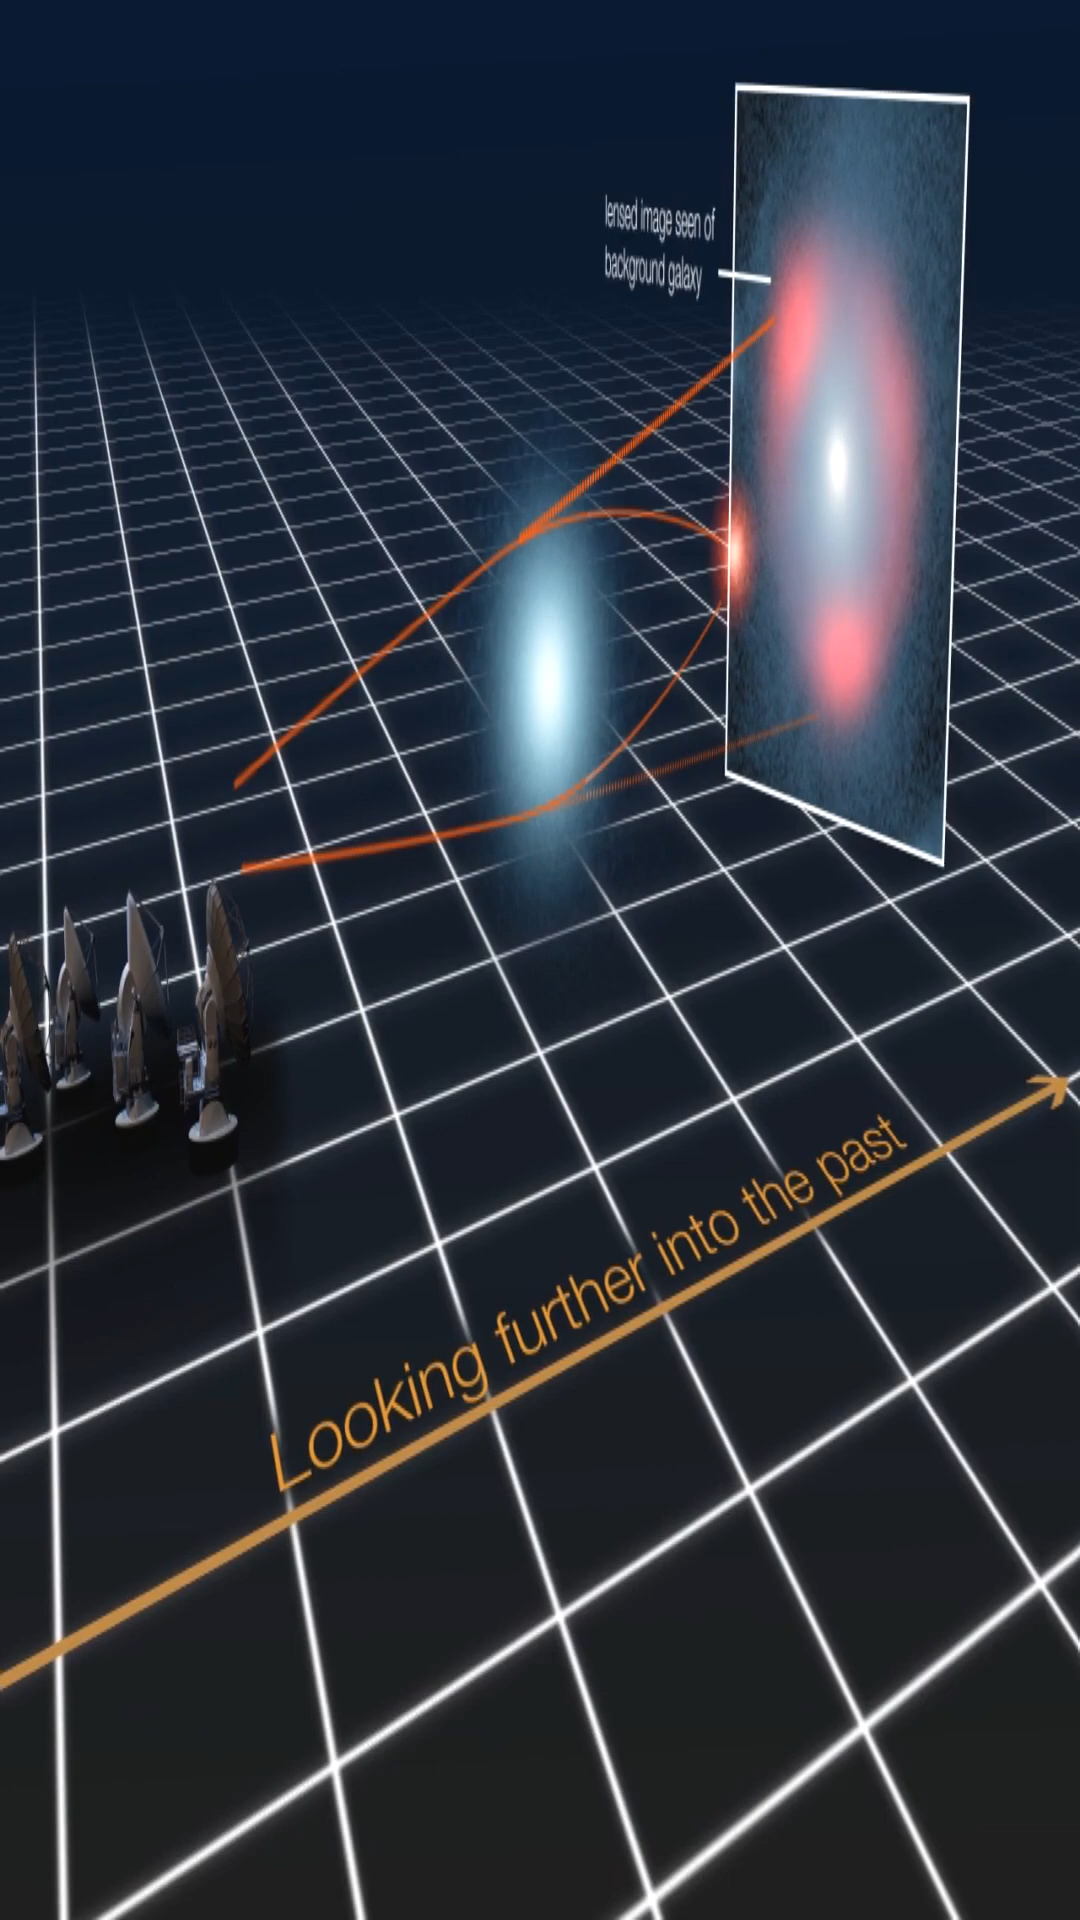 lensed image seen of
background galaxy
Looking further into the past